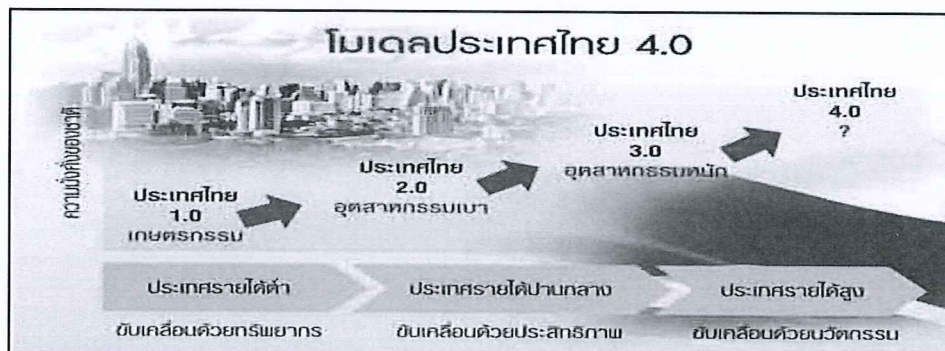 โมเดลประเทศไทย 4.0
ความมั่งคั่งของชาติ
ประเทศไทย
1.0
เกษตรกรรม
ประเทศไทย
2.0
อุตสาหกรรมเบา
ประเทศไทย
3.0
อุตสาหกรรมหนัก
ประเทศไทย
4.0
?
ประเทศรายได้ต่ำ
ประเทศรายได้ปานกลาง
ประเทศรายได้สูง
ขับเคลื่อนด้วยทรัพยากร
ขับเคลื่อนด้วยประสิทธิภาพ
ขับเคลื่อนด้วยนวัตกรรม